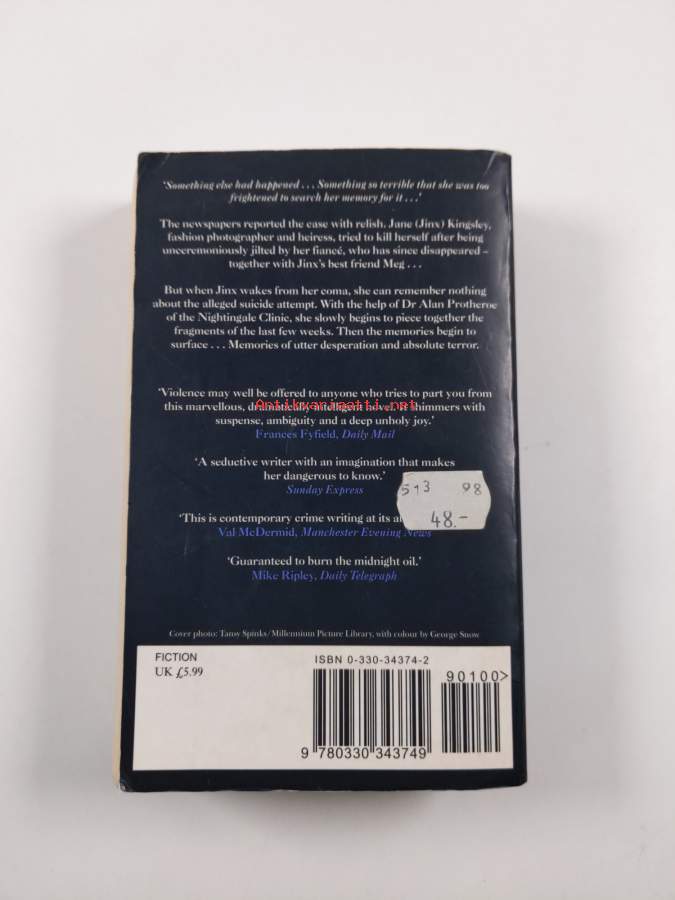 'Something else had happened . . . Something so terrible that she was too
frightened to search her memory for it . . .'
The newspapers reported the case with relish. Jane (Jinx) Kingsley,
fashion photographer and heiress, tried to kill herself after being
unceremoniously jilted by her fiancé, who has since disappeared –
together with Jinx's best friend Meg . . .
But when Jinx wakes from her coma, she can remember nothing
about the alleged suicide attempt. With the help of Dr Alan Protheroe
of the Nightingale Clinic, she slowly begins to piece together the
fragments of the last few weeks. Then the memories begin to
surface . . . Memories of utter desperation and absolute terror.
'Violence may well be offered to anyone who tries to part you from
Antikvariaatti.net
this marvellous, dramatically intelligent novel. It shimmers with
suspense, ambiguity and a deep unholy joy.'
Frances Fyfield, Daily Mail
'A seductive writer with an imagination that makes
her dangerous to know.'
Sunday Express
513 98
48.–
'This is contemporary crime writing at its
Val McDermid, Manchester Evening News
'Guaranteed to burn the midnight oil.'
Mike Ripley, Daily Telegraph
Cover photo: Tansy Spinks/Millennium Picture Library, with colour by George Snow
FICTION
UK £5.99
ISBN 0-330-34374-2
90100>
9 780330 343749